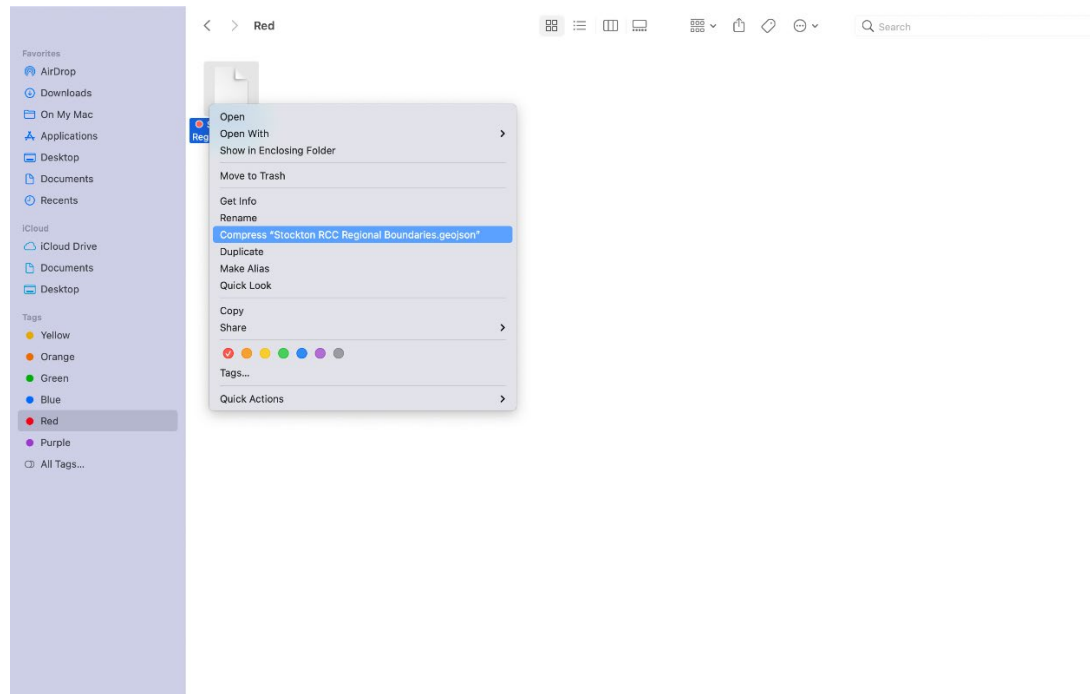 Red
Search
Favorites
AirDrop
Downloads
On My Mac
Applications
Desktop
Documents
Recents
iCloud
iCloud Drive
Documents
Desktop
Tags
Yellow
Orange
Green
Blue
Red
Purple
All Tags...
Reg
Open
Open With
Show in Enclosing Folder
Move to Trash
Get Info
Rename
Compress “Stockton RCC Regional Boundaries.geojson”
Duplicate
Make Alias
Quick Look
Copy
Share
Tags...
Quick Actions